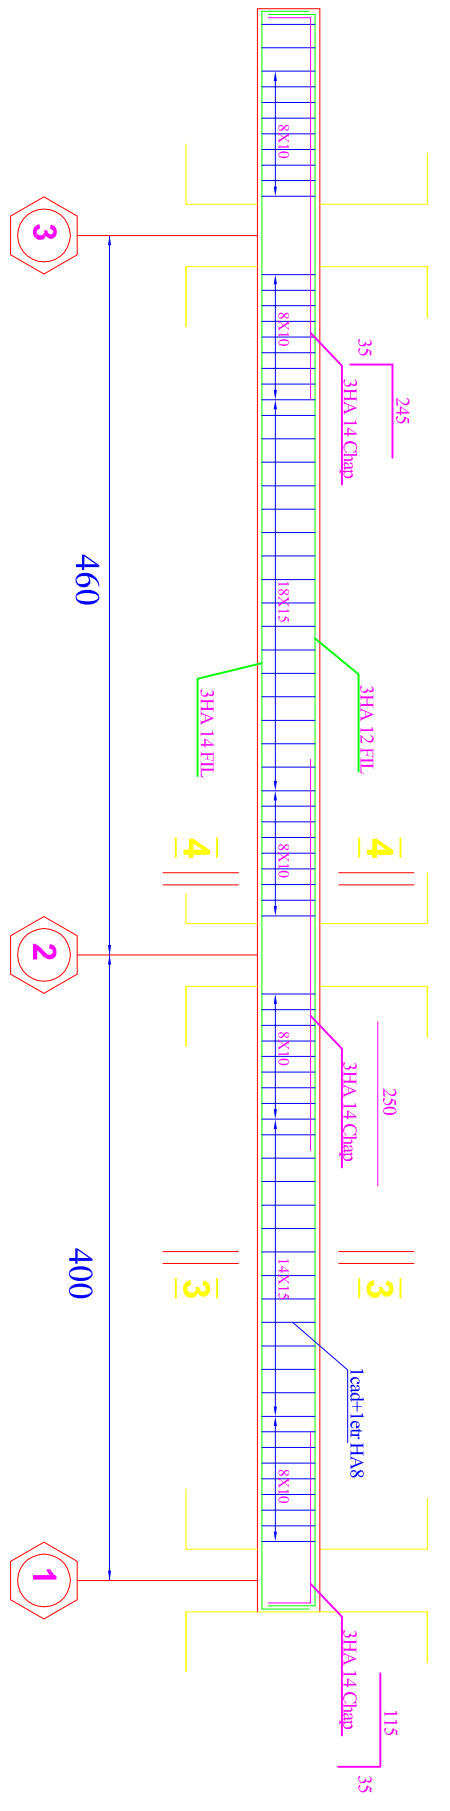 8X10
3
8X10
35
245
3HA 14 Chap
460
18X15
3HA 12 FIL
3HA 14 FIL
4
4
8X10
2
8X10
3HA 14 Chap
250
400
3
3
14X15
1cad+1etr HA8
8X10
1
3HA 14 Chap
115
35